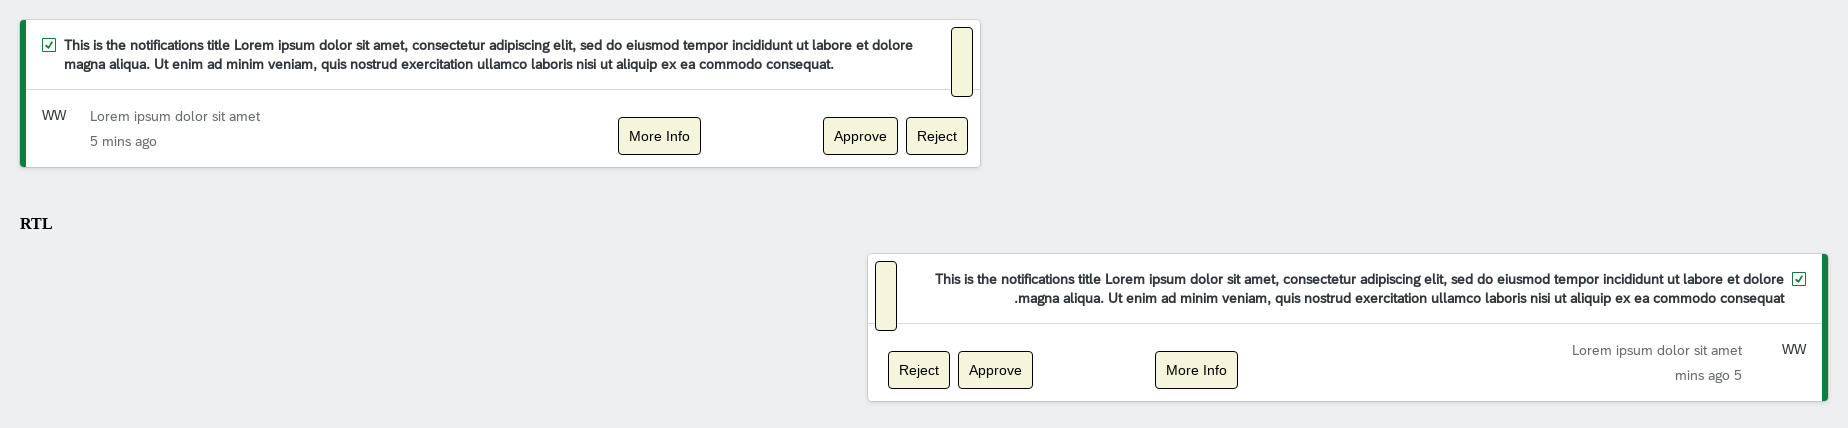 This is the notifications title Lorem ipsum dolor sit amet, consectetur adipiscing elit, sed do eiusmod tempor incididunt ut labore et dolore
magna aliqua. Ut enim ad minim veniam, quis nostrud exercitation ullamco laboris nisi ut aliquip ex ea commodo consequat.
WW Lorem ipsum dolor sit amet
5 mins ago
More Info Approve Reject
RTL
This is the notifications title Lorem ipsum dolor sit amet, consectetur adipiscing elit, sed do eiusmod tempor incididunt ut labore et dolore
.magna aliqua. Ut enim ad minim veniam, quis nostrud exercitation ullamco laboris nisi ut aliquip ex ea commodo consequat
Lorem ipsum dolor sit amet WW
mins ago 5
Reject Approve More Info